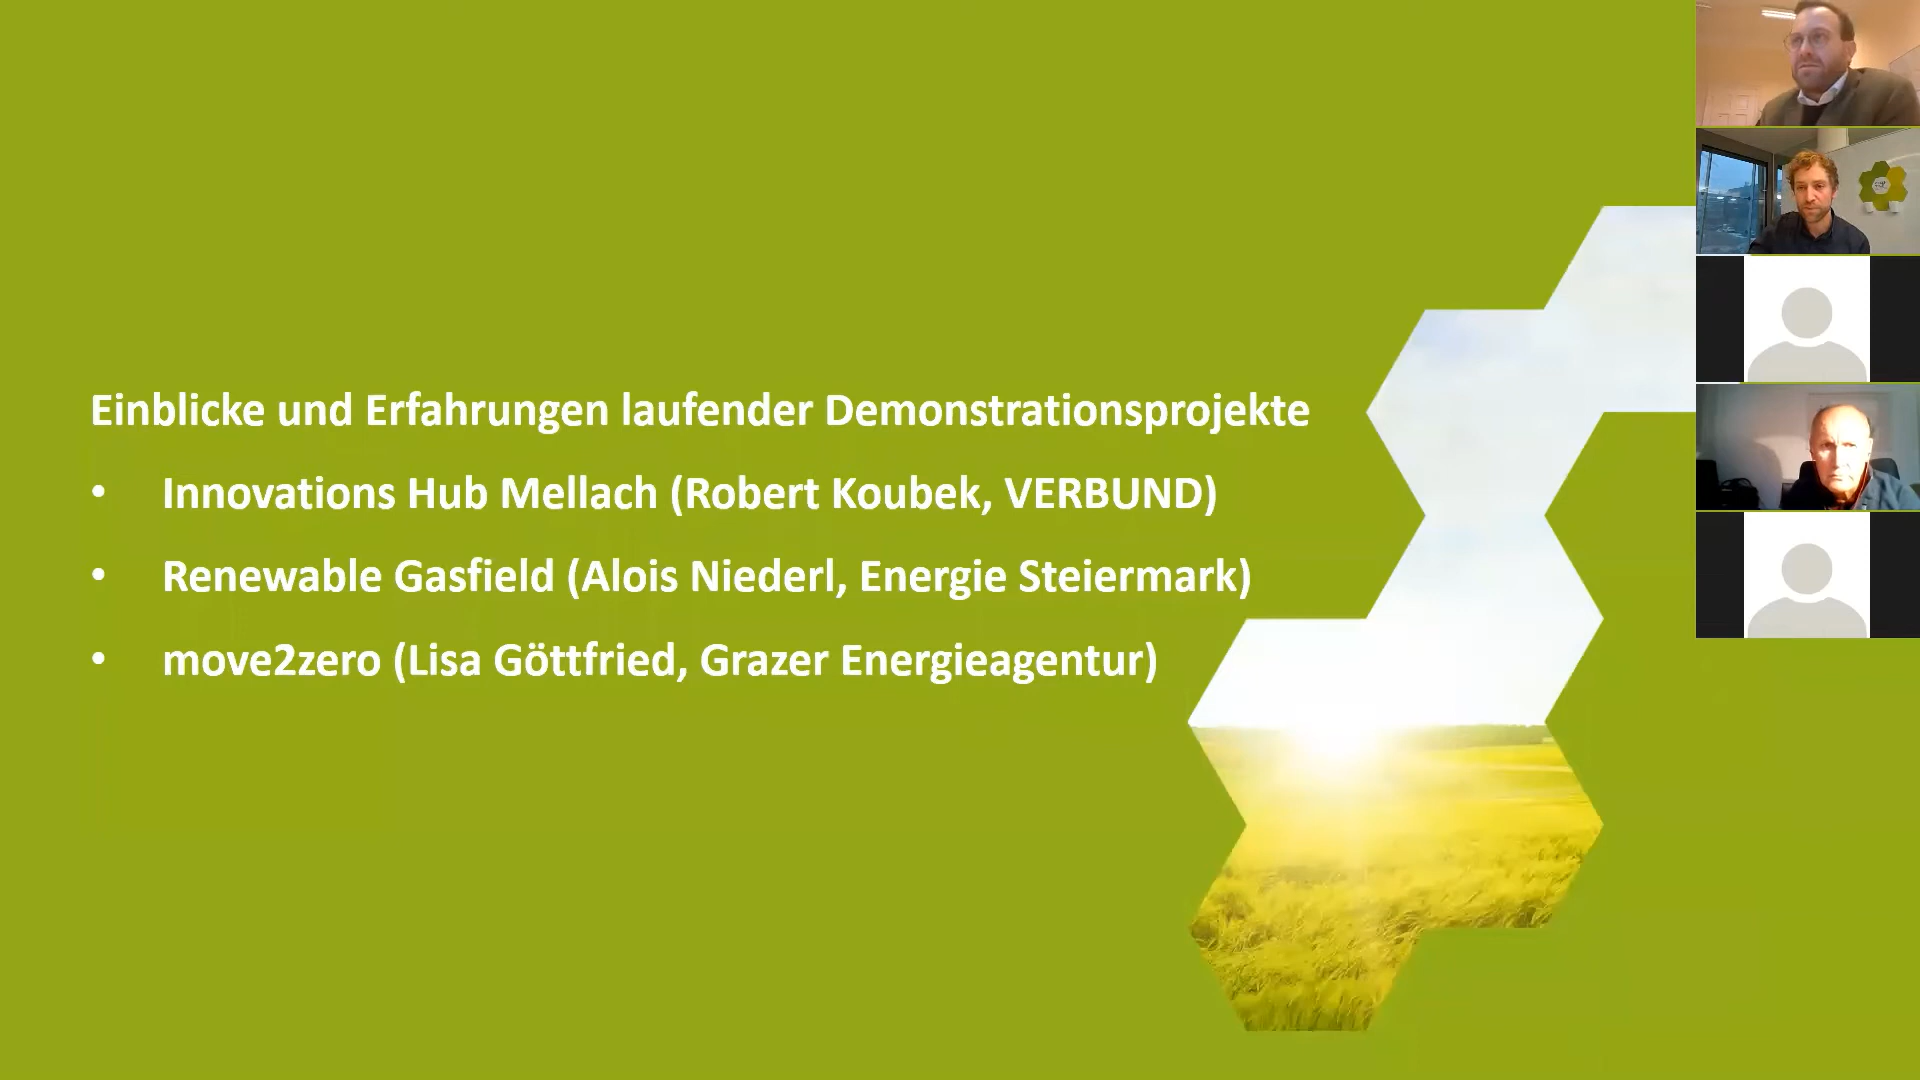 Einblicke und Erfahrungen laufender Demonstrationsprojekte
• Innovations Hub Mellach (Robert Koubek, VERBUND)
• Renewable Gasfield (Alois Niederl, Energie Steiermark)
• move2zero (Lisa Göttfried, Grazer Energieagentur)